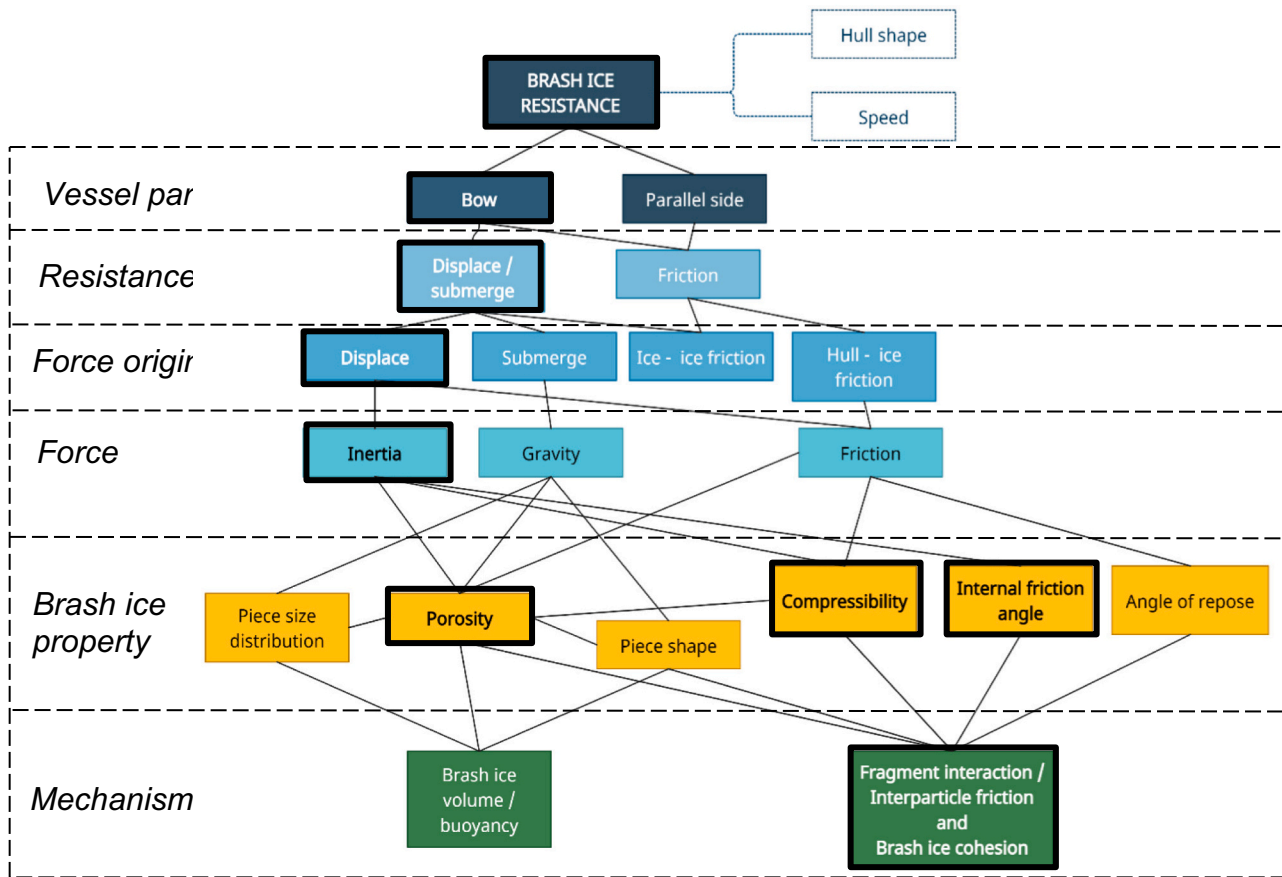 Hull shape
BRASH ICE
RESISTANCE
Speed
Vessel par
Bow
Parallel side
Resistance
Displace /
submerge
Friction
Force origin
Displace
Submerge
Ice - ice friction
Hull - ice
friction
Force
Inertia
Gravity
Friction
Brash ice
property
Piece size
distribution
Porosity
Piece shape
Compressibility
Internal friction
angle
Angle of repose
Mechanism
Brash ice
volume /
buoyancy
Fragment interaction /
Interparticle friction
and
Brash ice cohesion